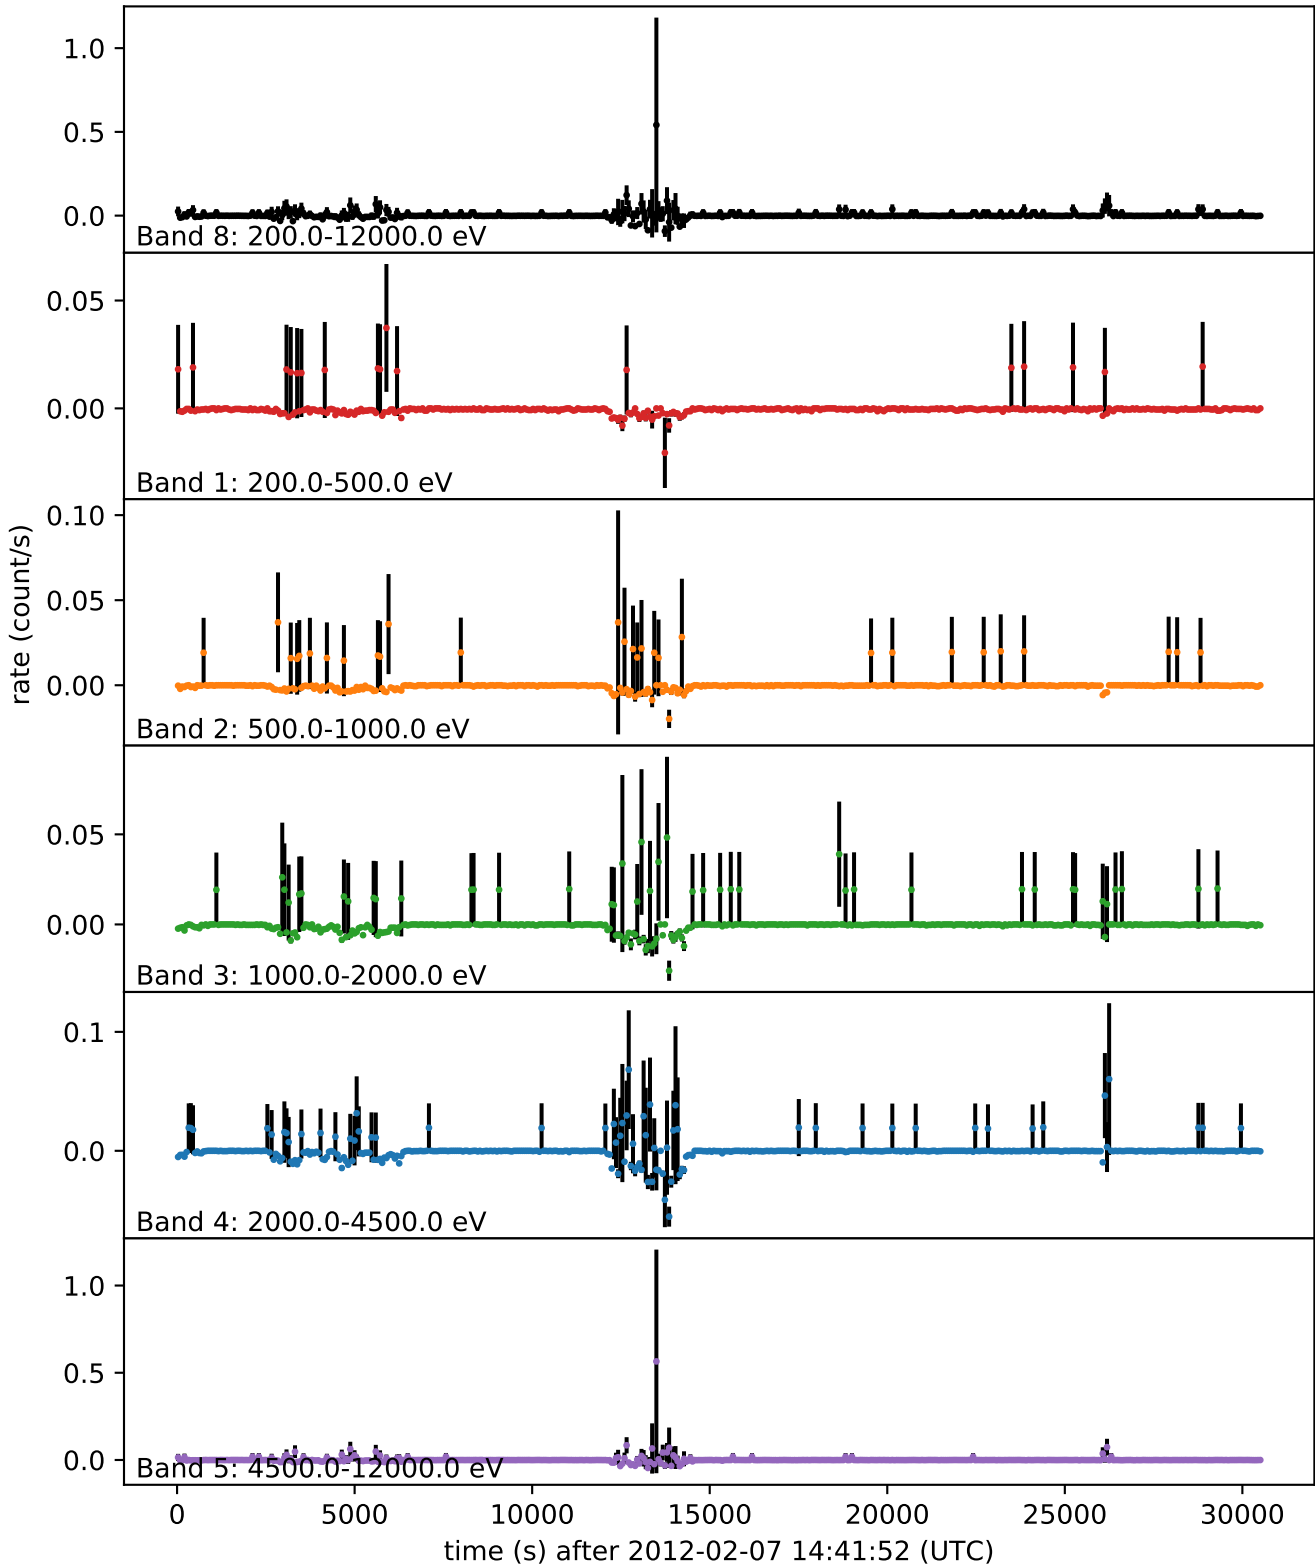 1.0
0.5
0.0
Band 8: 200.0-12000.0 eV
0.05
0.00
Band 1: 200.0-500.0 eV
0.10
0.05
0.00
Band 2: 500.0-1000.0 eV
rate (count/s)
0.05
0.00
Band 3: 1000.0-2000.0 eV
0.1
0.0
Band 4: 2000.0-4500.0 eV
1.0
0.5
0.0
Band 5: 4500.0-12000.0 eV
0 5000 10000 15000 20000 25000 30000
time (s) after 2012-02-07 14:41:52 (UTC)